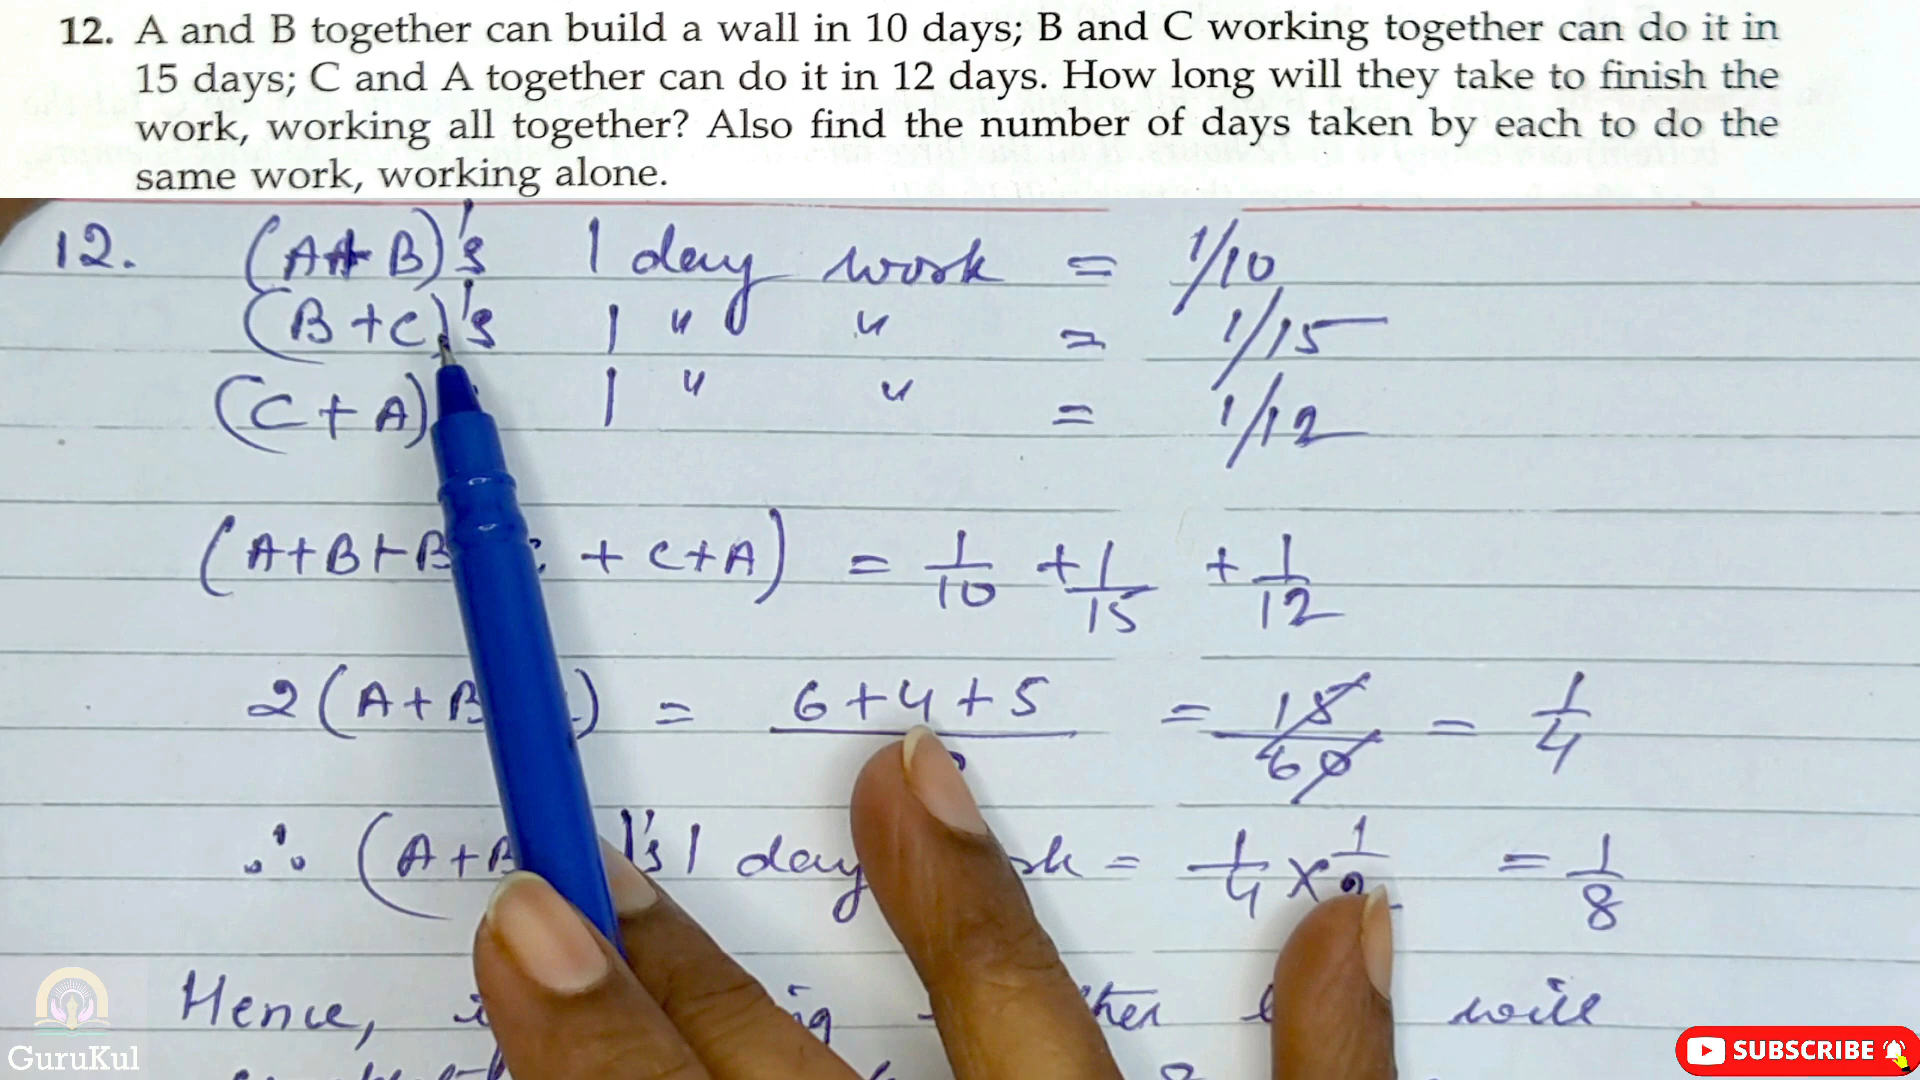 12. A and B together can build a wall in 10 days; B and C working together can do it in
15 days; C and A together can do it in 12 days. How long will they take to finish the
work, working all together? Also find the number of days taken by each to do the
same work, working alone.
12. (A+B)'s 1 day work = 1/10
(B+C)'s 1 " " = 1/15
(C+A) 1 " " = 1/12
(A+B+B + C+A) = 1/10 + 1/15 + 1/12
2(A+B ) = 6+4+5 = 15/60 = 1/4
∴ (A+B )'s 1 day = 1/4 × 1/2 = 1/8
Hence, will
GuruKul
SUBSCRIBE